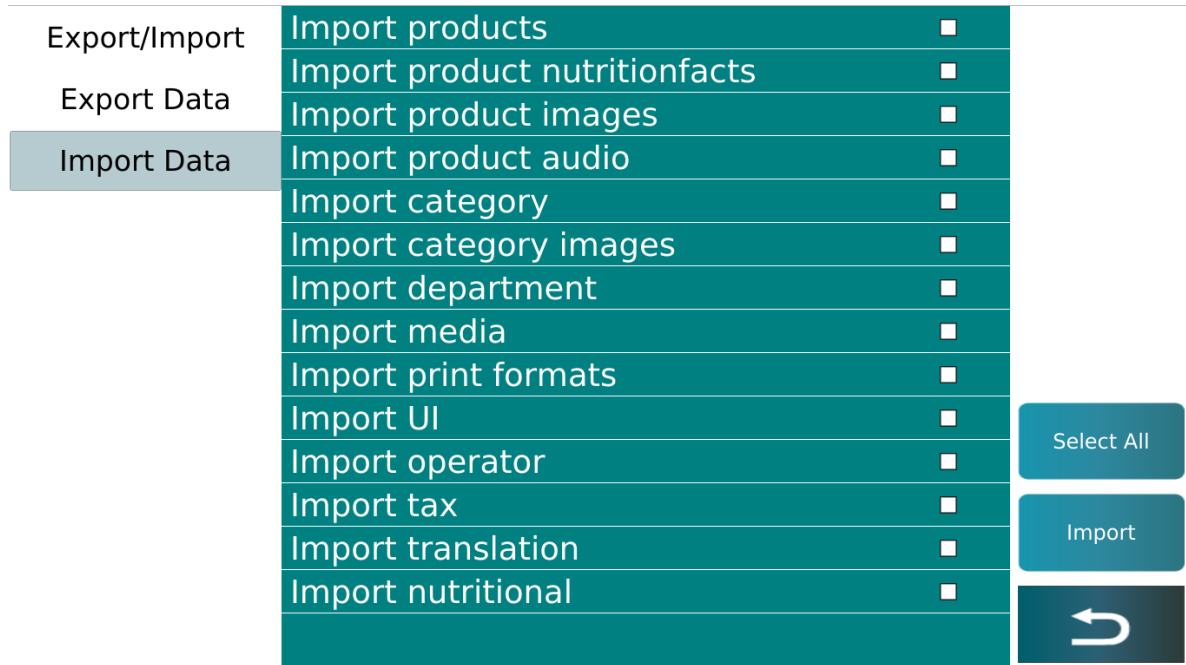 Export/Import
Export Data
Import Data
Import products
Import product nutritionfacts
Import product images
Import product audio
Import category
Import category images
Import department
Import media
Import print formats
Import UI
Import operator
Import tax
Import translation
Import nutritional
Select All
Import